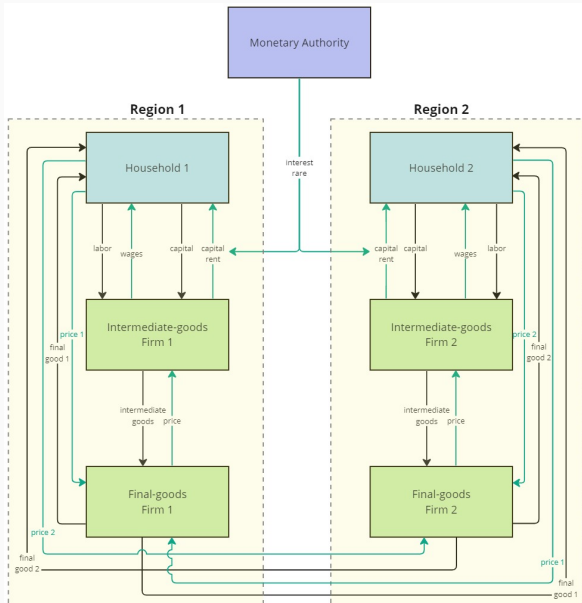 Monetary Authority
Region 1
Region 2
Household 1
Household 2
interest
rare
labor
wages
capital
capital
rent
capital
rent
capital
wages
labor
Intermediate-goods
Firm 1
Intermediate-goods
Firm 2
price 1
final
good 1
price 2
final
good 2
intermediate
goods
price
intermediate
goods
price
Final-goods
Firm 1
Final-goods
Firm 2
price 2
final
good 2
price 1
final
good 1